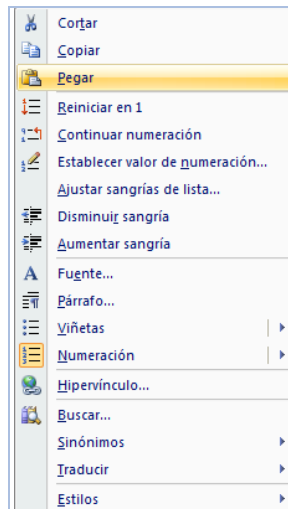 Cortar
Copiar
Pegar
Reiniciar en 1
Continuar numeración
Establecer valor de numeración...
Ajustar sangrías de lista...
Disminuir sangría
Aumentar sangría
Fuente...
Párrafo...
Viñetas
Numeración
Hipervínculo...
Buscar...
Sinónimos
Traducir
Estilos